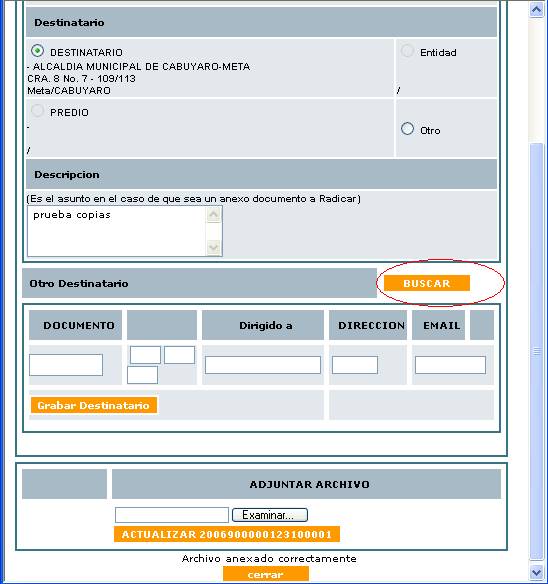 Destinatario
DESTINATARIO
- ALCALDIA MUNICIPAL DE CABUYARO-META
CRA. 8 No. 7 - 109/113
Meta/CABUYARO
Entidad
/
PREDIO
-
/
Otro
Descripcion
(Es el asunto en el caso de que sea un anexo documento a Radicar)
prueba copias
Otro Destinatario
BUSCAR
DOCUMENTO Dirigido a DIRECCION EMAIL
Grabar Destinatario
ADJUNTAR ARCHIVO
Examinar...
ACTUALIZAR 2006900000123100001
Archivo anexado correctamente
cerrar